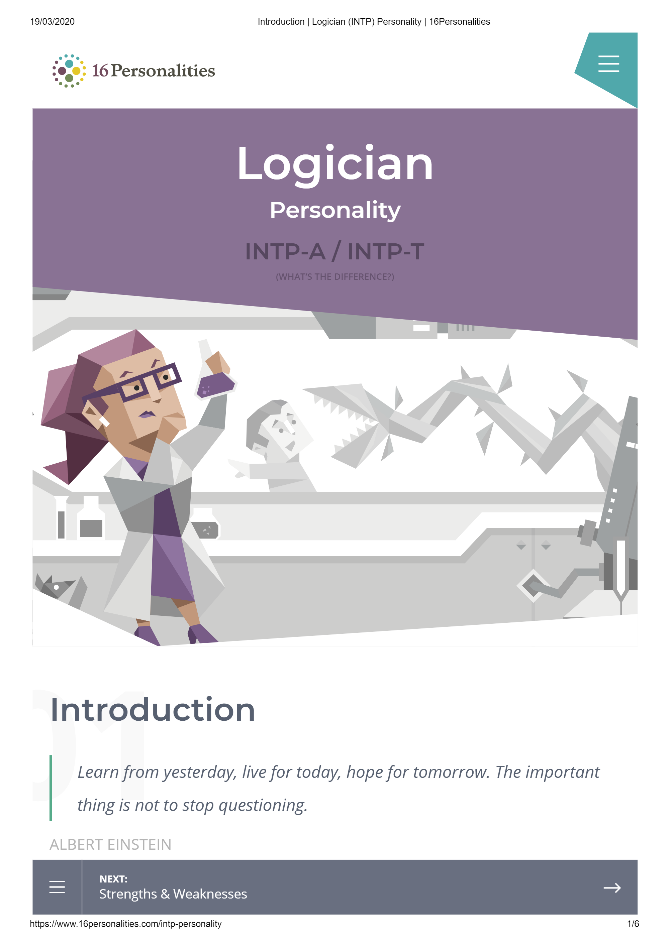 19/03/2020 Introduction | Logician (INTP) Personality | 16Personalities
16Personalities
Logician
Personality
INTP-A / INTP-T
(WHAT'S THE DIFFERENCE?)
01
Introduction
Learn from yesterday, live for today, hope for tomorrow. The important
thing is not to stop questioning.
ALBERT EINSTEIN
NEXT:
Strengths & Weaknesses
https://www.16personalities.com/intp-personality 1/6